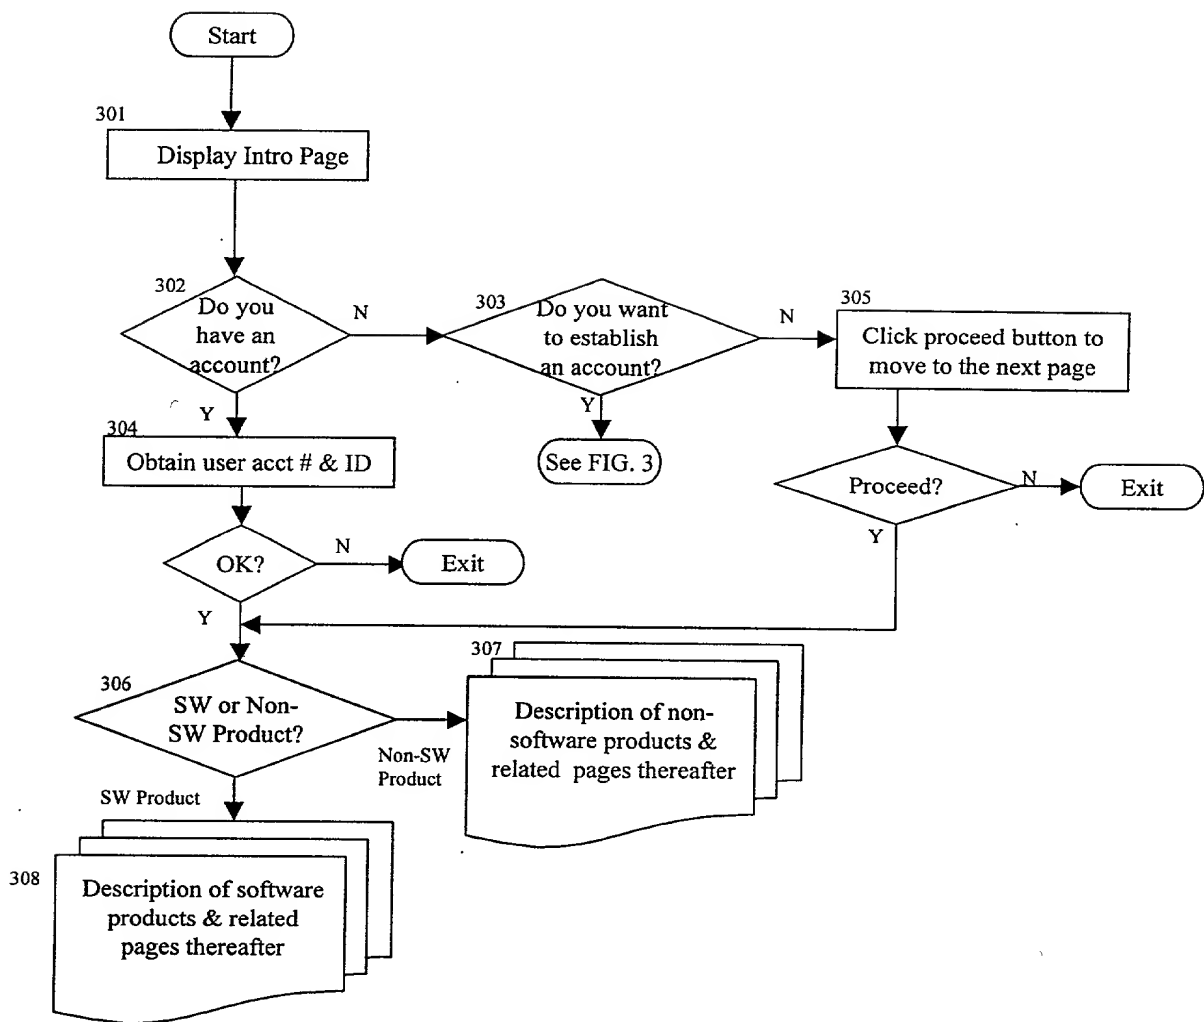 Start
301
Display Intro Page
302
Do you
have an
account?
N
303
Do you want
to establish
an account?
N
305
Click proceed button to
move to the next page
Y
304
Obtain user acct # & ID
Y
See FIG. 3
Proceed?
N
Exit
Y
OK?
N
Exit
Y
306
SW or Non-
SW Product?
Non-SW
Product
307
Description of non-
software products &
related pages thereafter
SW Product
308
Description of software
products & related
pages thereafter